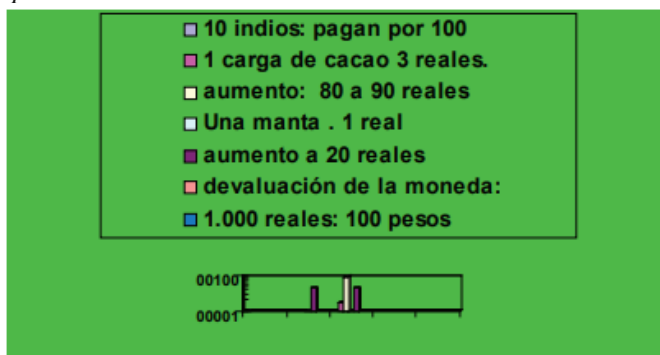 10 indios: pagan por 100
1 carga de cacao 3 reales.
aumento: 80 a 90 reales
Una manta . 1 real
aumento a 20 reales
devaluación de la moneda:
1.000 reales: 100 pesos
00100
00001